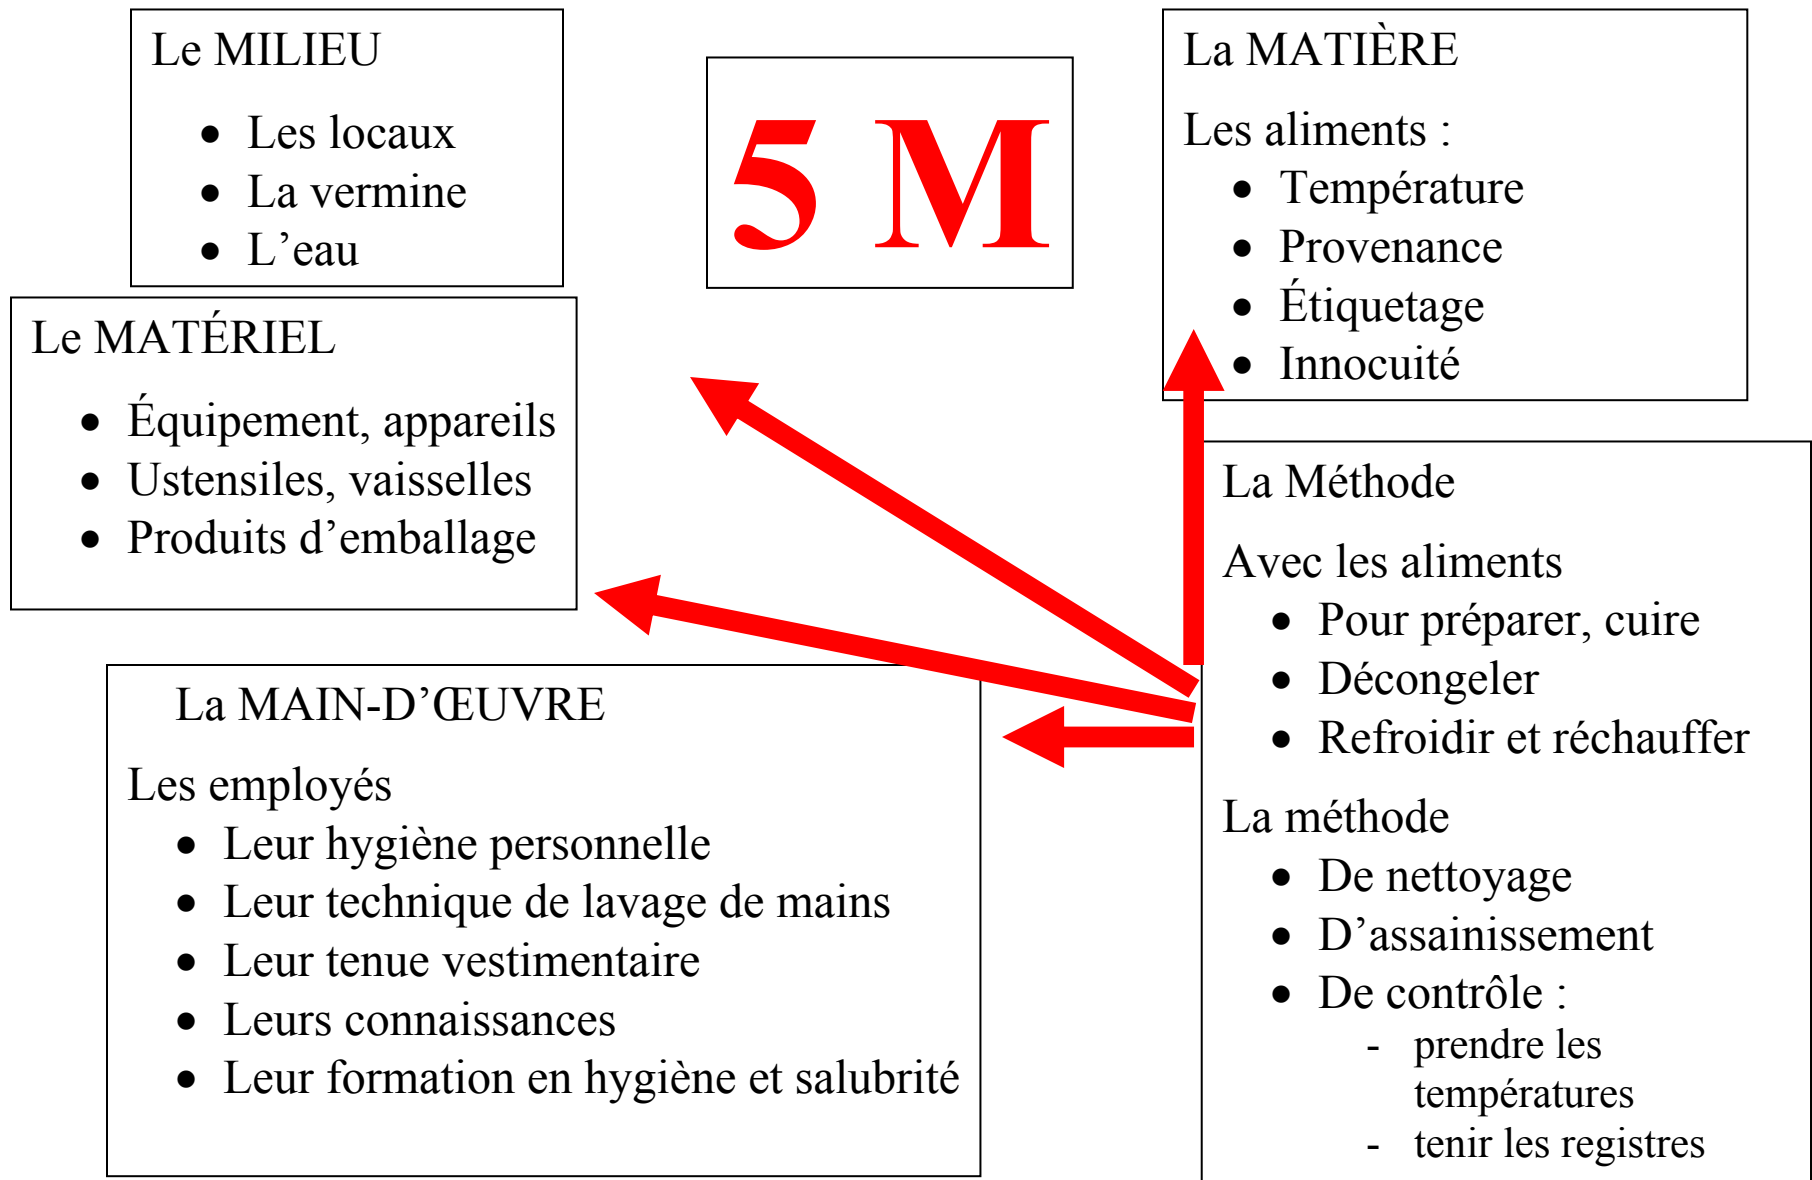 Le MILIEU
• Les locaux
• La vermine
• L’eau
5 M
La MATIÈRE
Les aliments :
• Température
• Provenance
• Étiquetage
• Innocuité
Le MATÉRIEL
• Équipement, appareils
• Ustensiles, vaisselles
• Produits d’emballage
La Méthode
Avec les aliments
• Pour préparer, cuire
• Décongeler
• Refroidir et réchauffer
La méthode
• De nettoyage
• D’assainissement
• De contrôle :
- prendre les
températures
- tenir les registres
La MAIN-D’ŒUVRE
Les employés
• Leur hygiène personnelle
• Leur technique de lavage de mains
• Leur tenue vestimentaire
• Leurs connaissances
• Leur formation en hygiène et salubrité